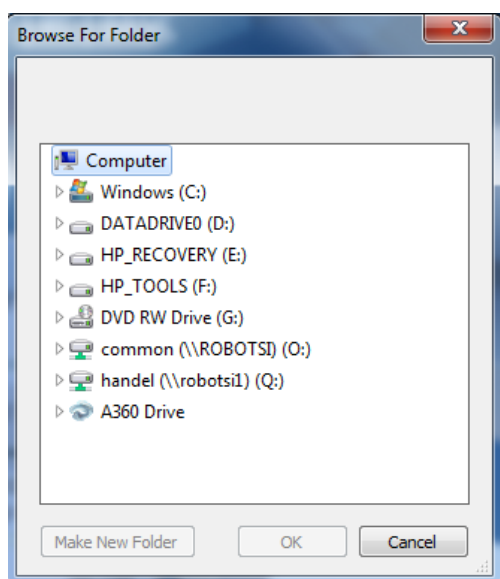 Browse For Folder
Computer
Windows (C:)
DATADRIVE0 (D:)
HP_RECOVERY (E:)
HP_TOOLS (F:)
DVD RW Drive (G:)
common (\\ROBOTSI) (O:)
handel (\\robotsi1) (Q:)
A360 Drive
Make New Folder OK Cancel